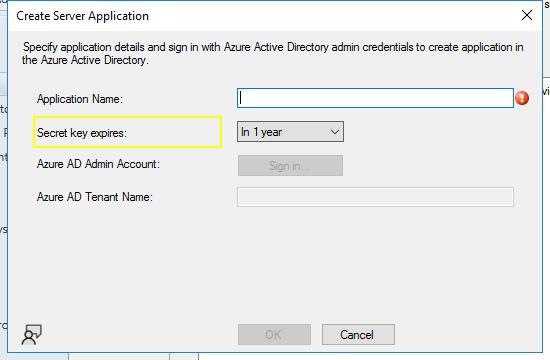 Create Server Application
Specify application details and sign in with Azure Active Directory admin credentials to create application in
the Azure Active Directory.
Application Name:
Secret key expires:
In 1 year
Azure AD Admin Account:
Sign in...
Azure AD Tenant Name:
OK
Cancel